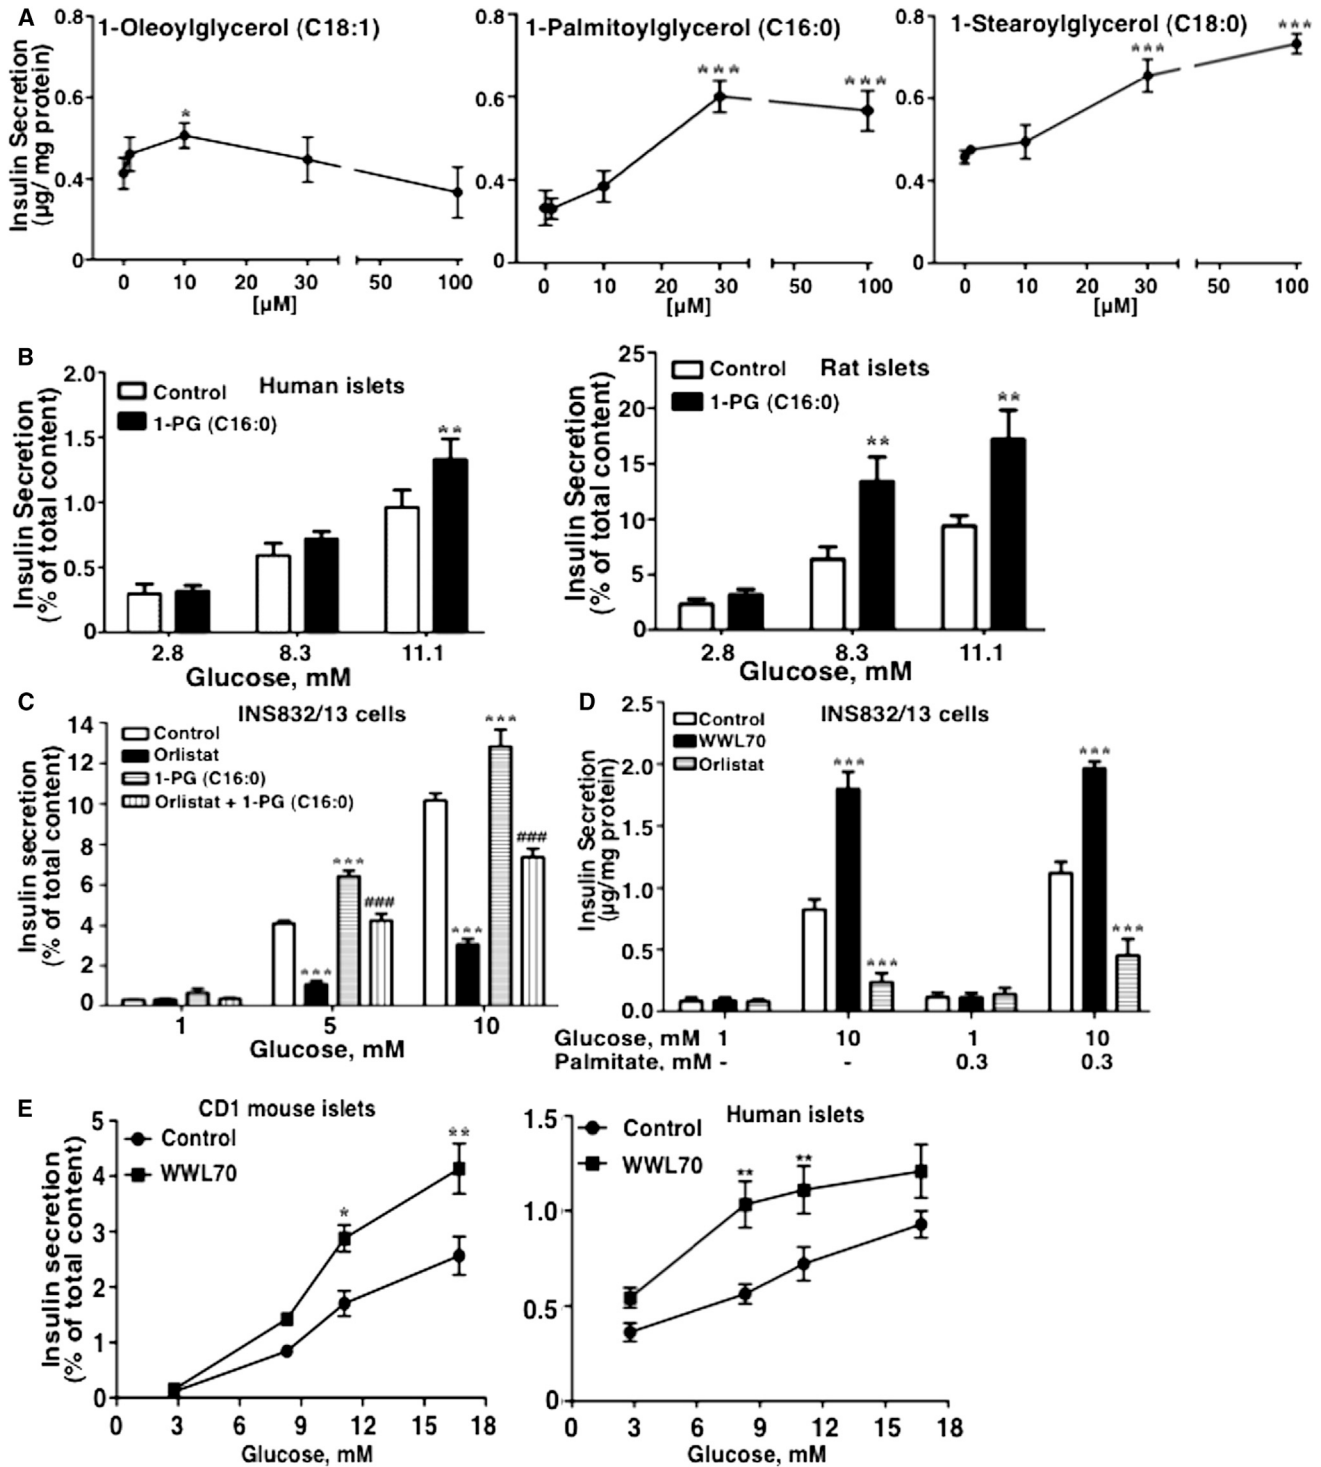 A
1-Oleoylglycerol (C18:1)
1-Palmitoylglycerol (C16:0)
1-Stearoylglycerol (C18:0)
Insulin Secretion
(µg/ mg protein)
0.8
0.6
0.4
0
*
0 10 20 30 50 100
[µM]
0.8
0.6
0.4
0
***
***
0 10 20 30 50 100
[µM]
0.8
0.6
0.4
0
***
***
0 10 20 30 50 100
[µM]
B
Human islets
Control
1-PG (C16:0)
Insulin Secretion
(% of total content)
2.0
1.5
1.0
0.5
0
**
2.8 8.3 11.1
Glucose, mM
Rat islets
Control
1-PG (C16:0)
Insulin Secretion
(% of total content)
25
20
15
10
5
0
**
**
2.8 8.3 11.1
Glucose, mM
C
INS832/13 cells
Control
Orlistat
1-PG (C16:0)
Orlistat + 1-PG (C16:0)
Insulin secretion
(% of total content)
14
12
10
8
6
4
2
0
***
***
###
***
***
###
1 5 10
Glucose, mM
D
INS832/13 cells
Control
WWL70
Orlistat
Insulin Secretion
(µg/mg protein)
2.5
2.0
1.5
1.0
0.5
0.0
***
***
***
***
Glucose, mM 1 10 1 10
Palmitate, mM - - 0.3 0.3
E
CD1 mouse islets
Control
WWL70
Insulin secretion
(% of total content)
5
4
3
2
1
0
*
**
0 3 6 9 12 15 18
Glucose, mM
Human islets
Control
WWL70
1.5
1.0
0.5
0
**
**
0 3 6 9 12 15 18
Glucose, mM